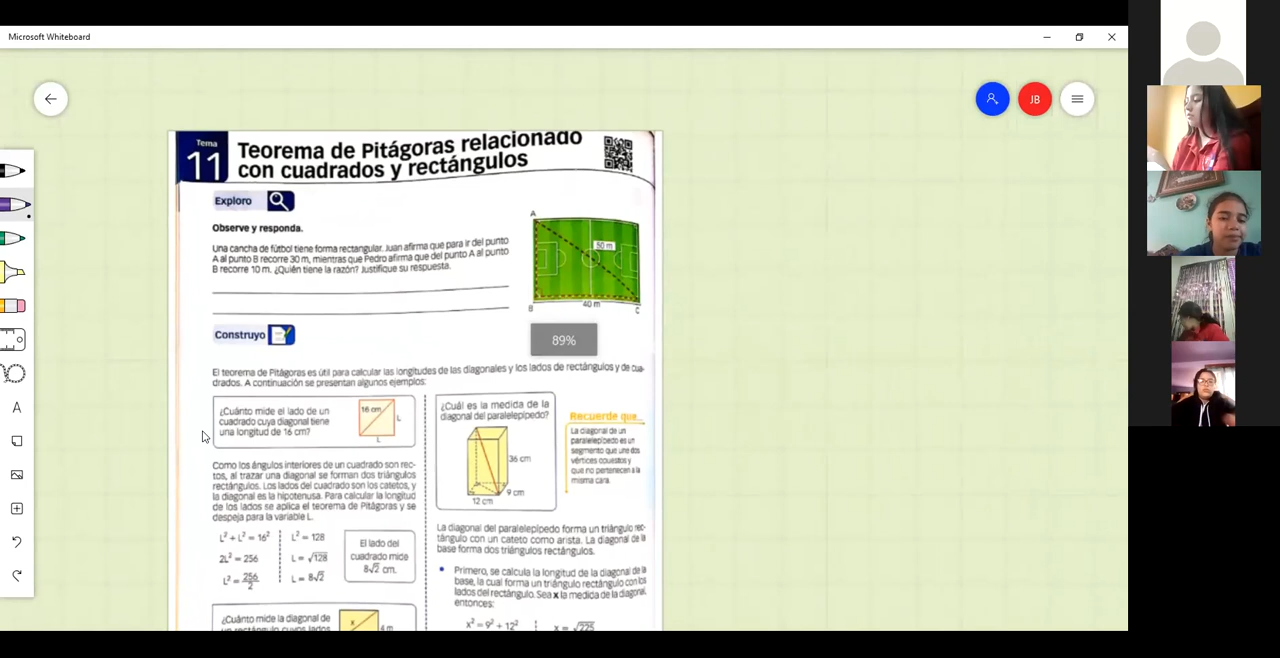 Microsoft Whiteboard
JB
Tema
11
Teorema de Pitágoras relacionado
con cuadrados y rectángulos
Exploro
Observe y responda.
Una cancha de fútbol tiene forma rectangular. Juan afirma que para ir del punto
A al punto B recorre 30 m, mientras que Pedro afirma que del punto A al punto
B recorre 10 m. ¿Quién tiene la razón? Justifique su respuesta.
A
50 m
B
40 m
C
Construyo
89%
El teorema de Pitágoras es útil para calcular las longitudes de las diagonales y los lados de rectángulos y de cua-
drados. A continuación se presentan algunos ejemplos:
¿Cuánto mide el lado de un
cuadrado cuya diagonal tiene
una longitud de 16 cm?
16 cm
L
L
Como los ángulos interiores de un cuadrado son rec-
tos, al trazar una diagonal se forman dos triángulos
rectángulos. Los lados del cuadrado son los catetos, y
la diagonal es la hipotenusa. Para calcular la longitud
de los lados se aplica el teorema de Pitágoras y se
despeja para la variable L.
L² + L² = 16²
2L² = 256
L² = 256/2
L² = 128
L = √128
L = 8√2
El lado del
cuadrado mide
8√2 cm.
¿Cuánto mide la diagonal de
un rectángulo cuyos lados
x
4 m
¿Cuál es la medida de la
diagonal del paralelepípedo?
36 cm
9 cm
12 cm
Recuerde que...
La diagonal de un
paralelepípedo es un
segmento que une dos
vértices opuestos y
que no pertenecen a la
misma cara.
La diagonal del paralelepípedo forma un triángulo rec-
tángulo con un cateto como arista. La diagonal de la
base forma dos triángulos rectángulos.
• Primero, se calcula la longitud de la diagonal de la
base, la cual forma un triángulo rectángulo con los
lados del rectángulo. Sea x la medida de la diagonal,
entonces:
x² = 9² + 12²
x = √225
A